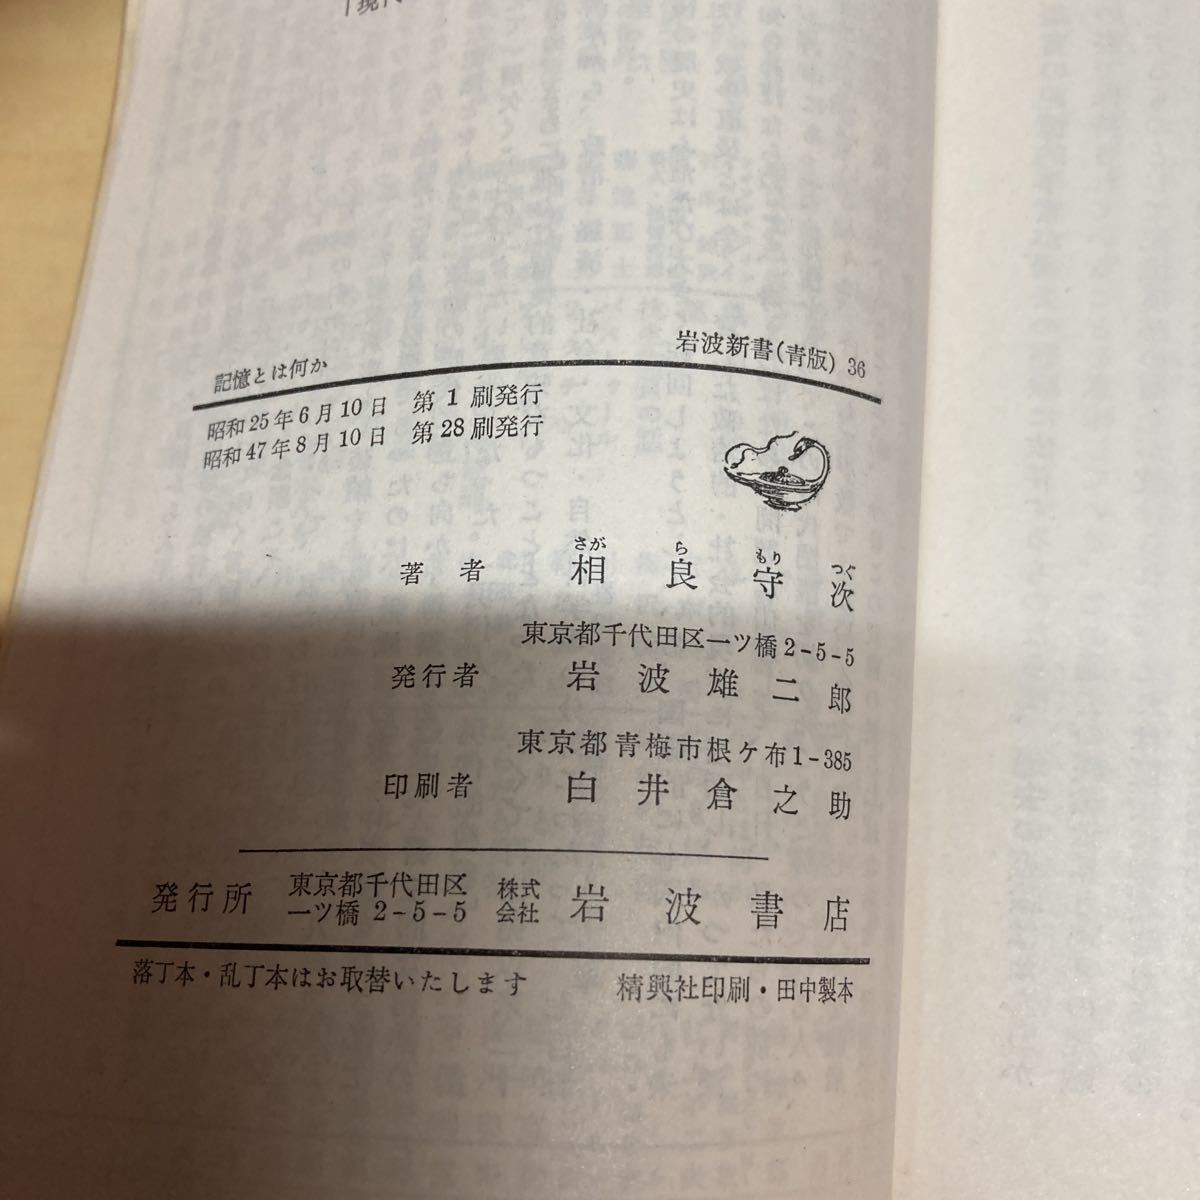 記憶とは何か
岩波新書(青版) 36
昭和25年6月10日 第1刷発行
昭和47年8月10日 第28刷発行
さが ら もり つぐ
著者 相良守次
東京都千代田区一ツ橋2-5-5
発行者 岩波雄二郎
東京都青梅市根ケ布1-385
印刷者 白井倉之助
発行所 東京都千代田区一ツ橋 2-5-5 株式会社 岩波書店
落丁本・乱丁本はお取替いたします
精興社印刷・田中製本